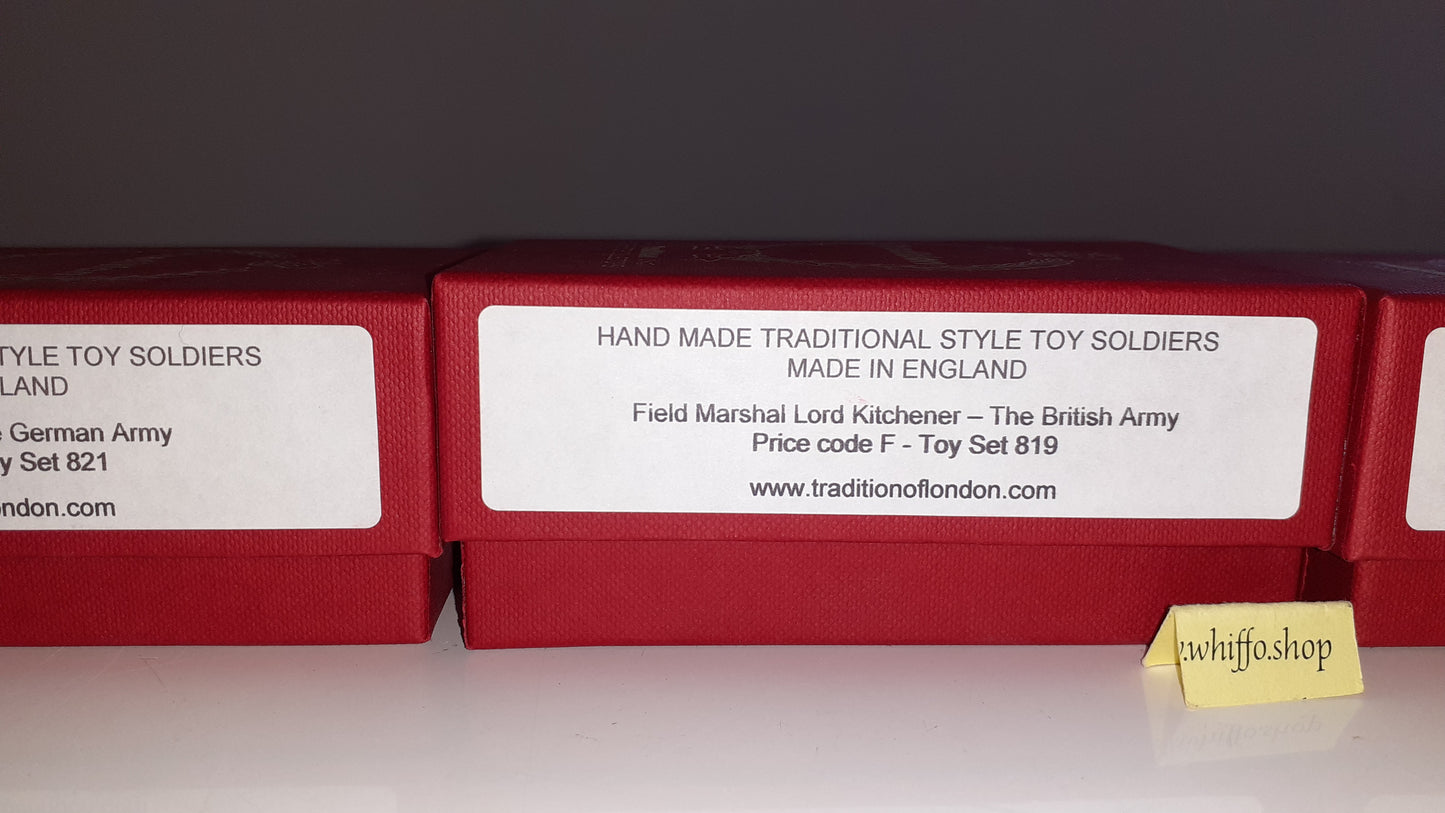 TYLE TOY SOLDIERS
LAND
German Army
y Set 821
ondon.com
HAND MADE TRADITIONAL STYLE TOY SOLDIERS
MADE IN ENGLAND
Field Marshal Lord Kitchener – The British Army
Price code F - Toy Set 819
www.traditionoflondon.com
.whiffo.shop